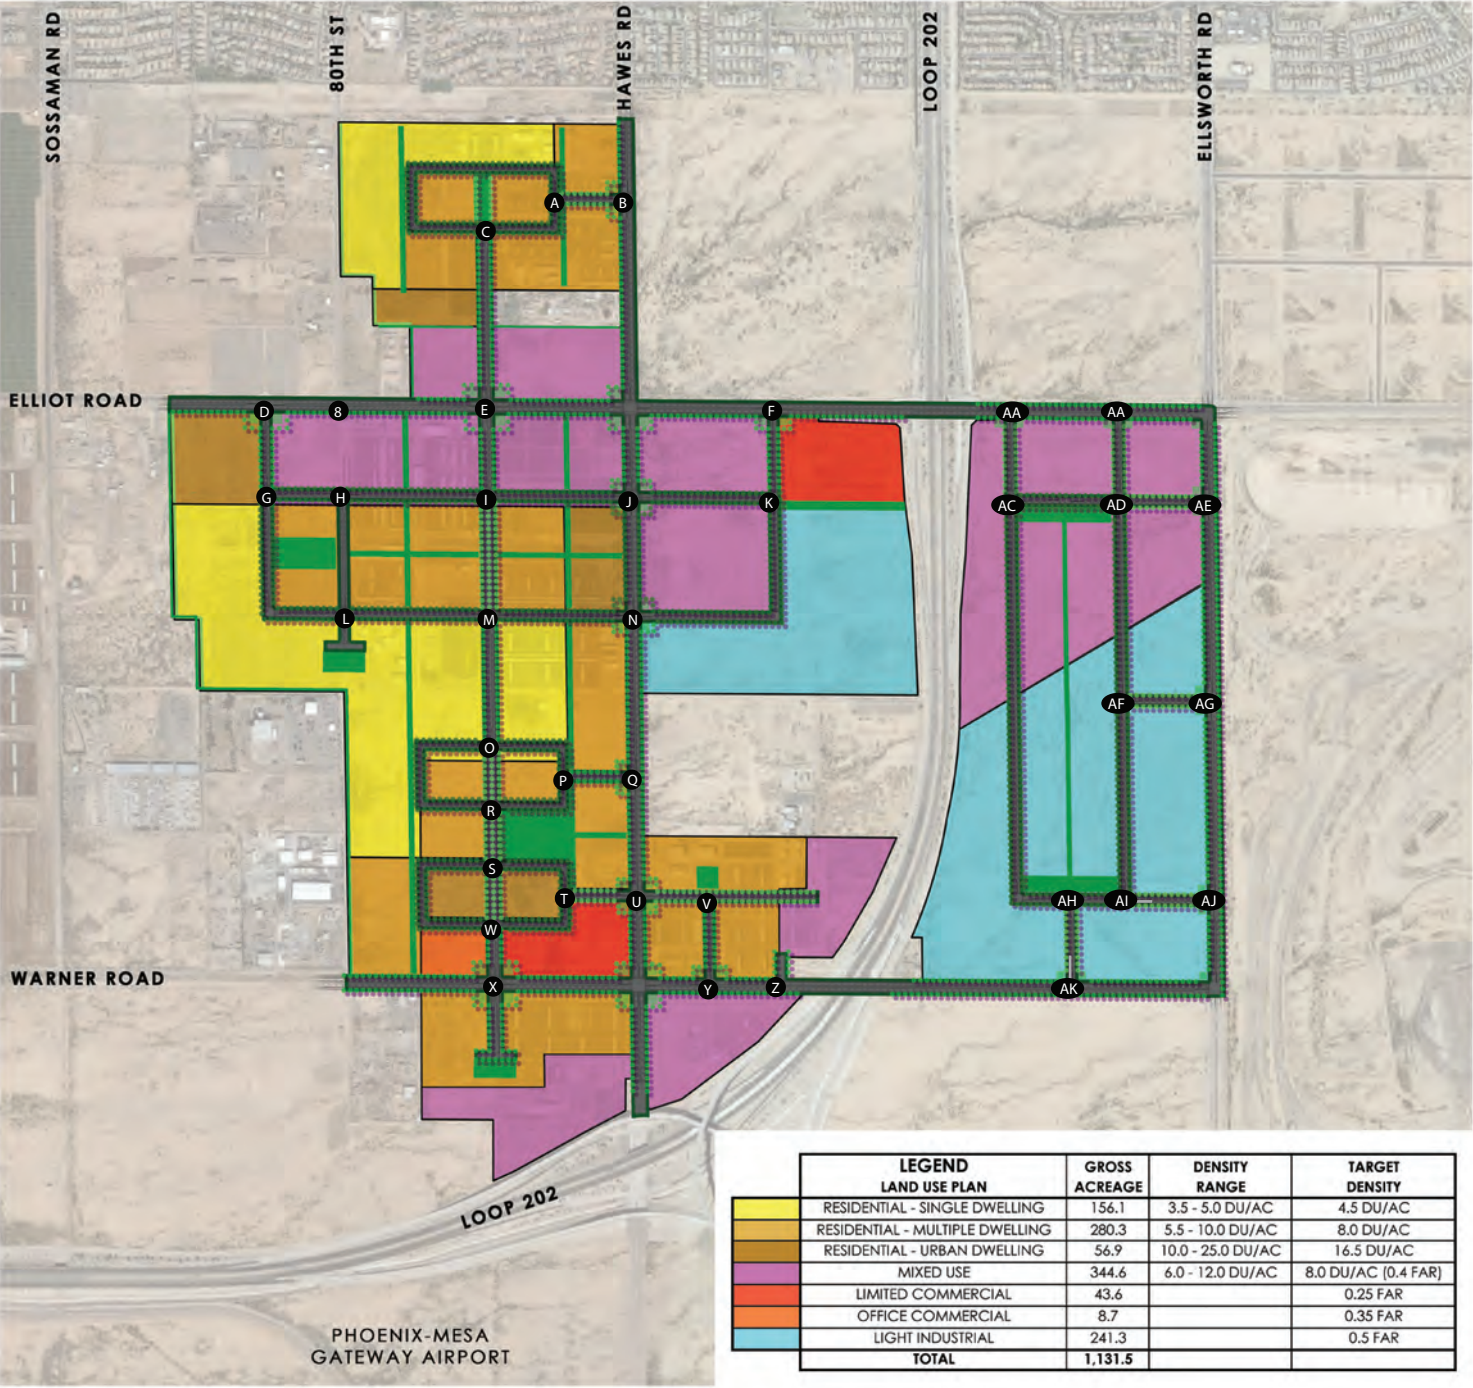 SOSSAMAN RD
80TH ST
HAWES RD
LOOP 202
ELLSWORTH RD
A
B
C
ELLIOT ROAD
D
8
E
F
AA
AA
G
H
I
J
K
AC
AD
AE
L
M
N
AF
AG
O
P
Q
R
S
T
U
V
AH
AI
AJ
W
WARNER ROAD
X
Y
Z
AK
LOOP 202
PHOENIX-MESA
GATEWAY AIRPORT
LEGEND GROSS DENSITY TARGET
LAND USE PLAN ACREAGE RANGE DENSITY
RESIDENTIAL - SINGLE DWELLING 156.1 3.5 - 5.0 DU/AC 4.5 DU/AC
RESIDENTIAL - MULTIPLE DWELLING 280.3 5.5 - 10.0 DU/AC 8.0 DU/AC
RESIDENTIAL - URBAN DWELLING 56.9 10.0 - 25.0 DU/AC 16.5 DU/AC
MIXED USE 344.6 6.0 - 12.0 DU/AC 8.0 DU/AC (0.4 FAR)
LIMITED COMMERCIAL 43.6 0.25 FAR
OFFICE COMMERCIAL 8.7 0.35 FAR
LIGHT INDUSTRIAL 241.3 0.5 FAR
TOTAL 1,131.5